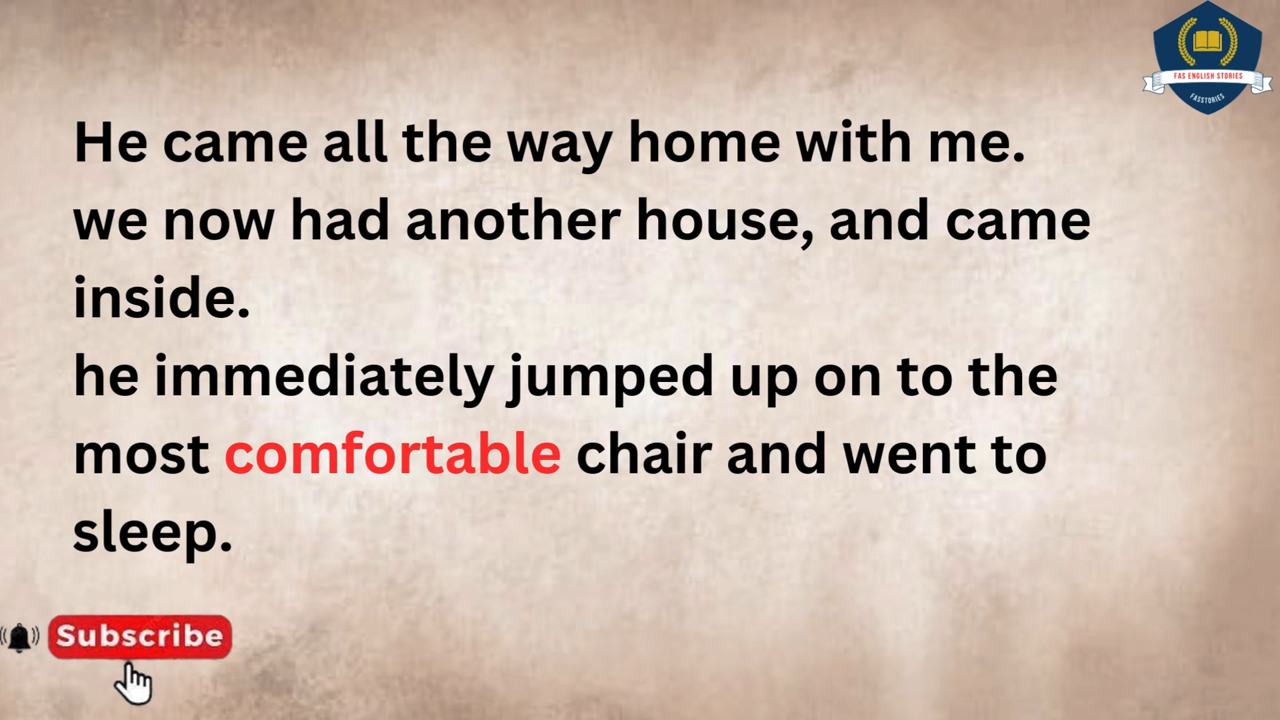 FAS ENGLISH STORIES
FASSTORIES
He came all the way home with me.
we now had another house, and came
inside.
he immediately jumped up on to the
most comfortable chair and went to
sleep.
Subscribe